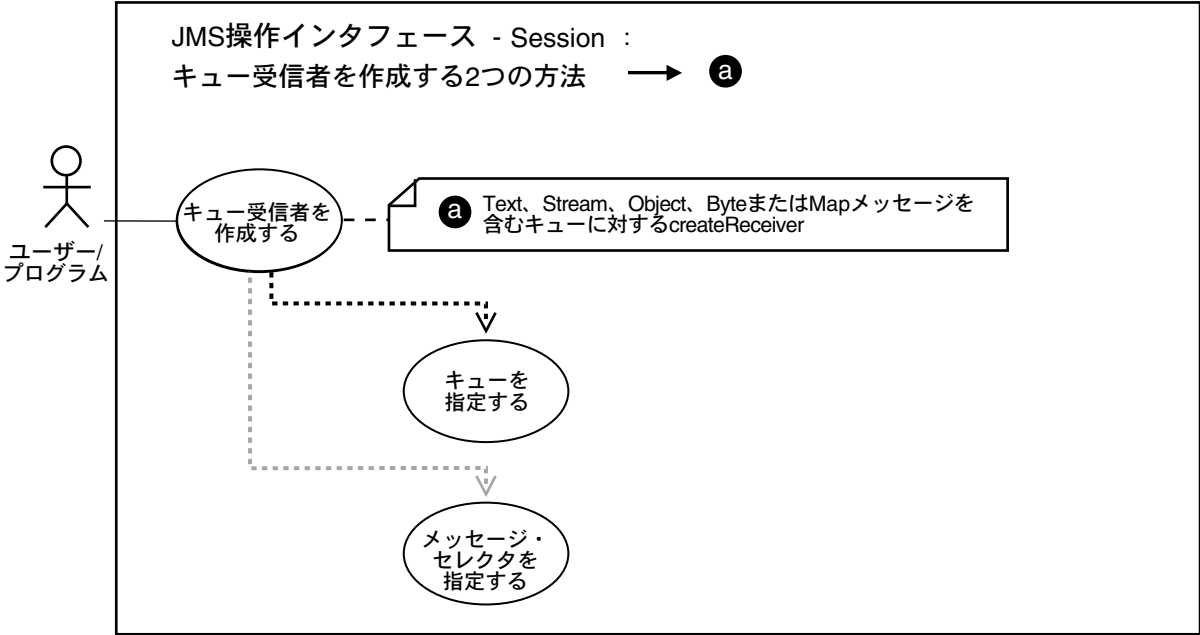 JMS操作インタフェース - Session :
キュー受信者を作成する2つの方法 → a
ユーザー/
プログラム
キュー受信者を
作成する
a Text、Stream、Object、ByteまたはMapメッセージを
含むキューに対するcreateReceiver
キューを
指定する
メッセージ・
セレクタを
指定する